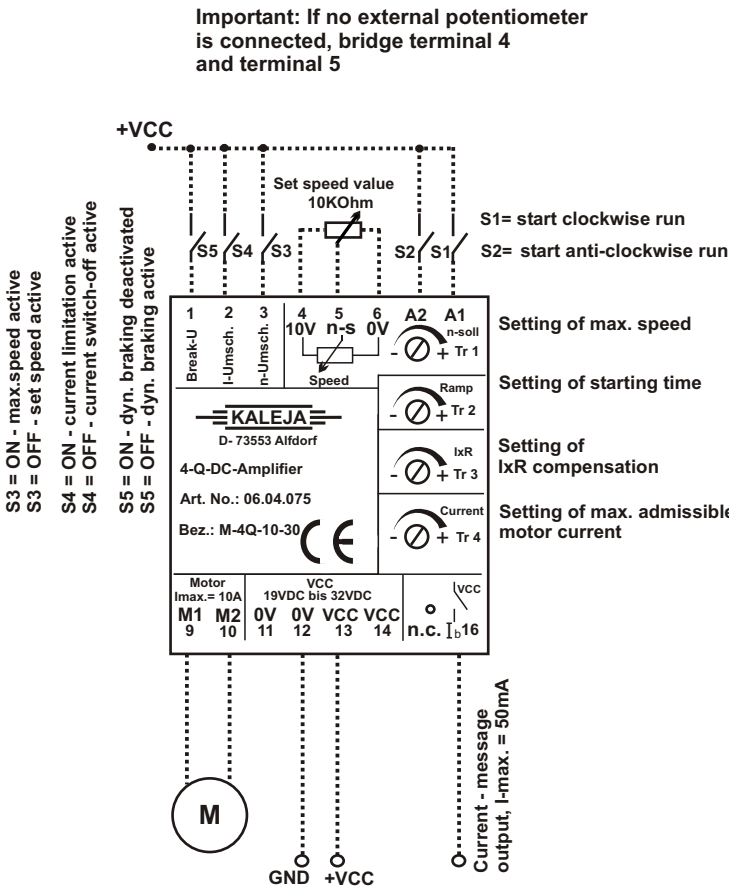 Important: If no external potentiometer
is connected, bridge terminal 4
and terminal 5
+VCC
Set speed value
10KOhm
S5 S4 S3 S2 S1
S1= start clockwise run
S2= start anti-clockwise run
S3 = ON - max.speed active
S3 = OFF - set speed active
S4 = ON - current limitation active
S4 = OFF - current switch-off active
S5 = ON - dyn. braking deactivated
S5 = OFF - dyn. braking active
1 2 3 4 5 6 A2 A1
Break-U
I-Umsch.
n-Umsch.
10V n-s 0V
Speed
n-soll
- + Tr 1
Setting of max. speed
Ramp
- + Tr 2
Setting of starting time
KALEJA
D- 73553 Alfdorf
4-Q-DC-Amplifier
Art. No.: 06.04.075
Bez.: M-4Q-10-30
CE
IxR
- + Tr 3
Setting of
IxR compensation
Current
- + Tr 4
Setting of max. admissible
motor current
Motor
Imax.= 10A
VCC
19VDC bis 32VDC
VCC
M1 M2 0V 0V VCC VCC
9 10 11 12 13 14 n.c. Ib16
M
GND +VCC
Current - message
output, I-max. = 50mA